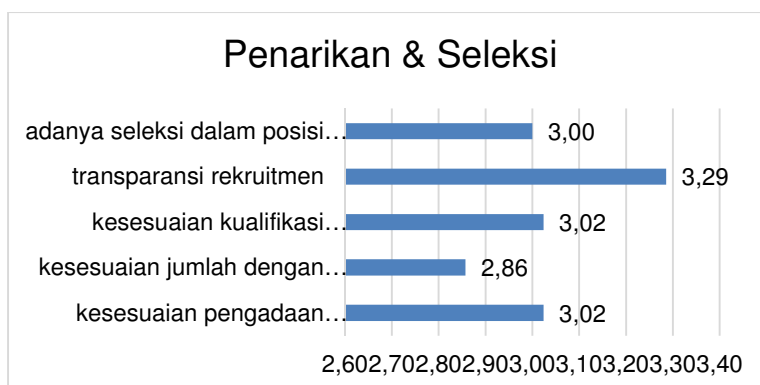 Penarikan & Seleksi
adanya seleksi dalam posisi… 3,00
transparansi rekruitmen 3,29
kesesuaian kualifikasi… 3,02
kesesuaian jumlah dengan… 2,86
kesesuaian pengadaan… 3,02
2,602,702,802,903,003,103,203,303,40